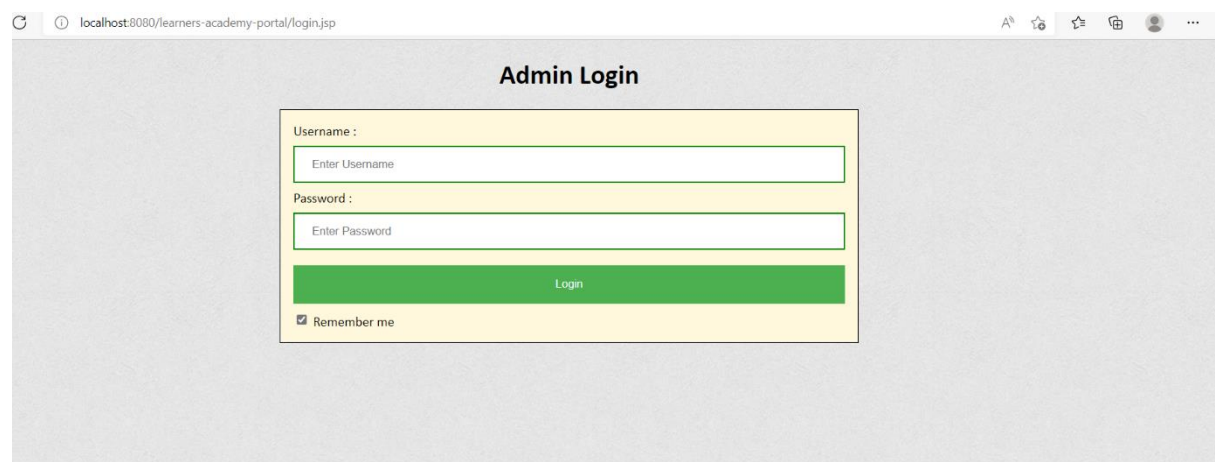 localhost:8080/learners-academy-portal/login.jsp
Admin Login
Username :
Enter Username
Password :
Enter Password
Login
Remember me